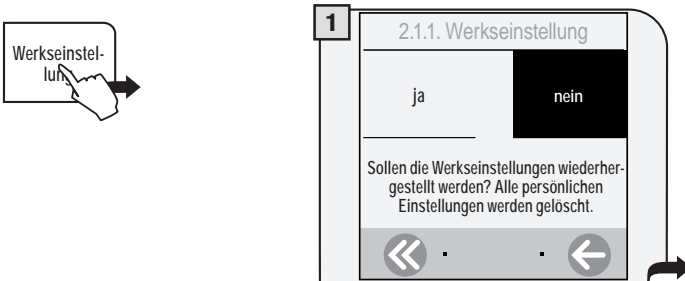 Werkseinstel-
lung
1
2.1.1. Werkseinstellung
ja
nein
Sollen die Werkseinstellungen wiederher-
gestellt werden? Alle persönlichen
Einstellungen werden gelöscht.